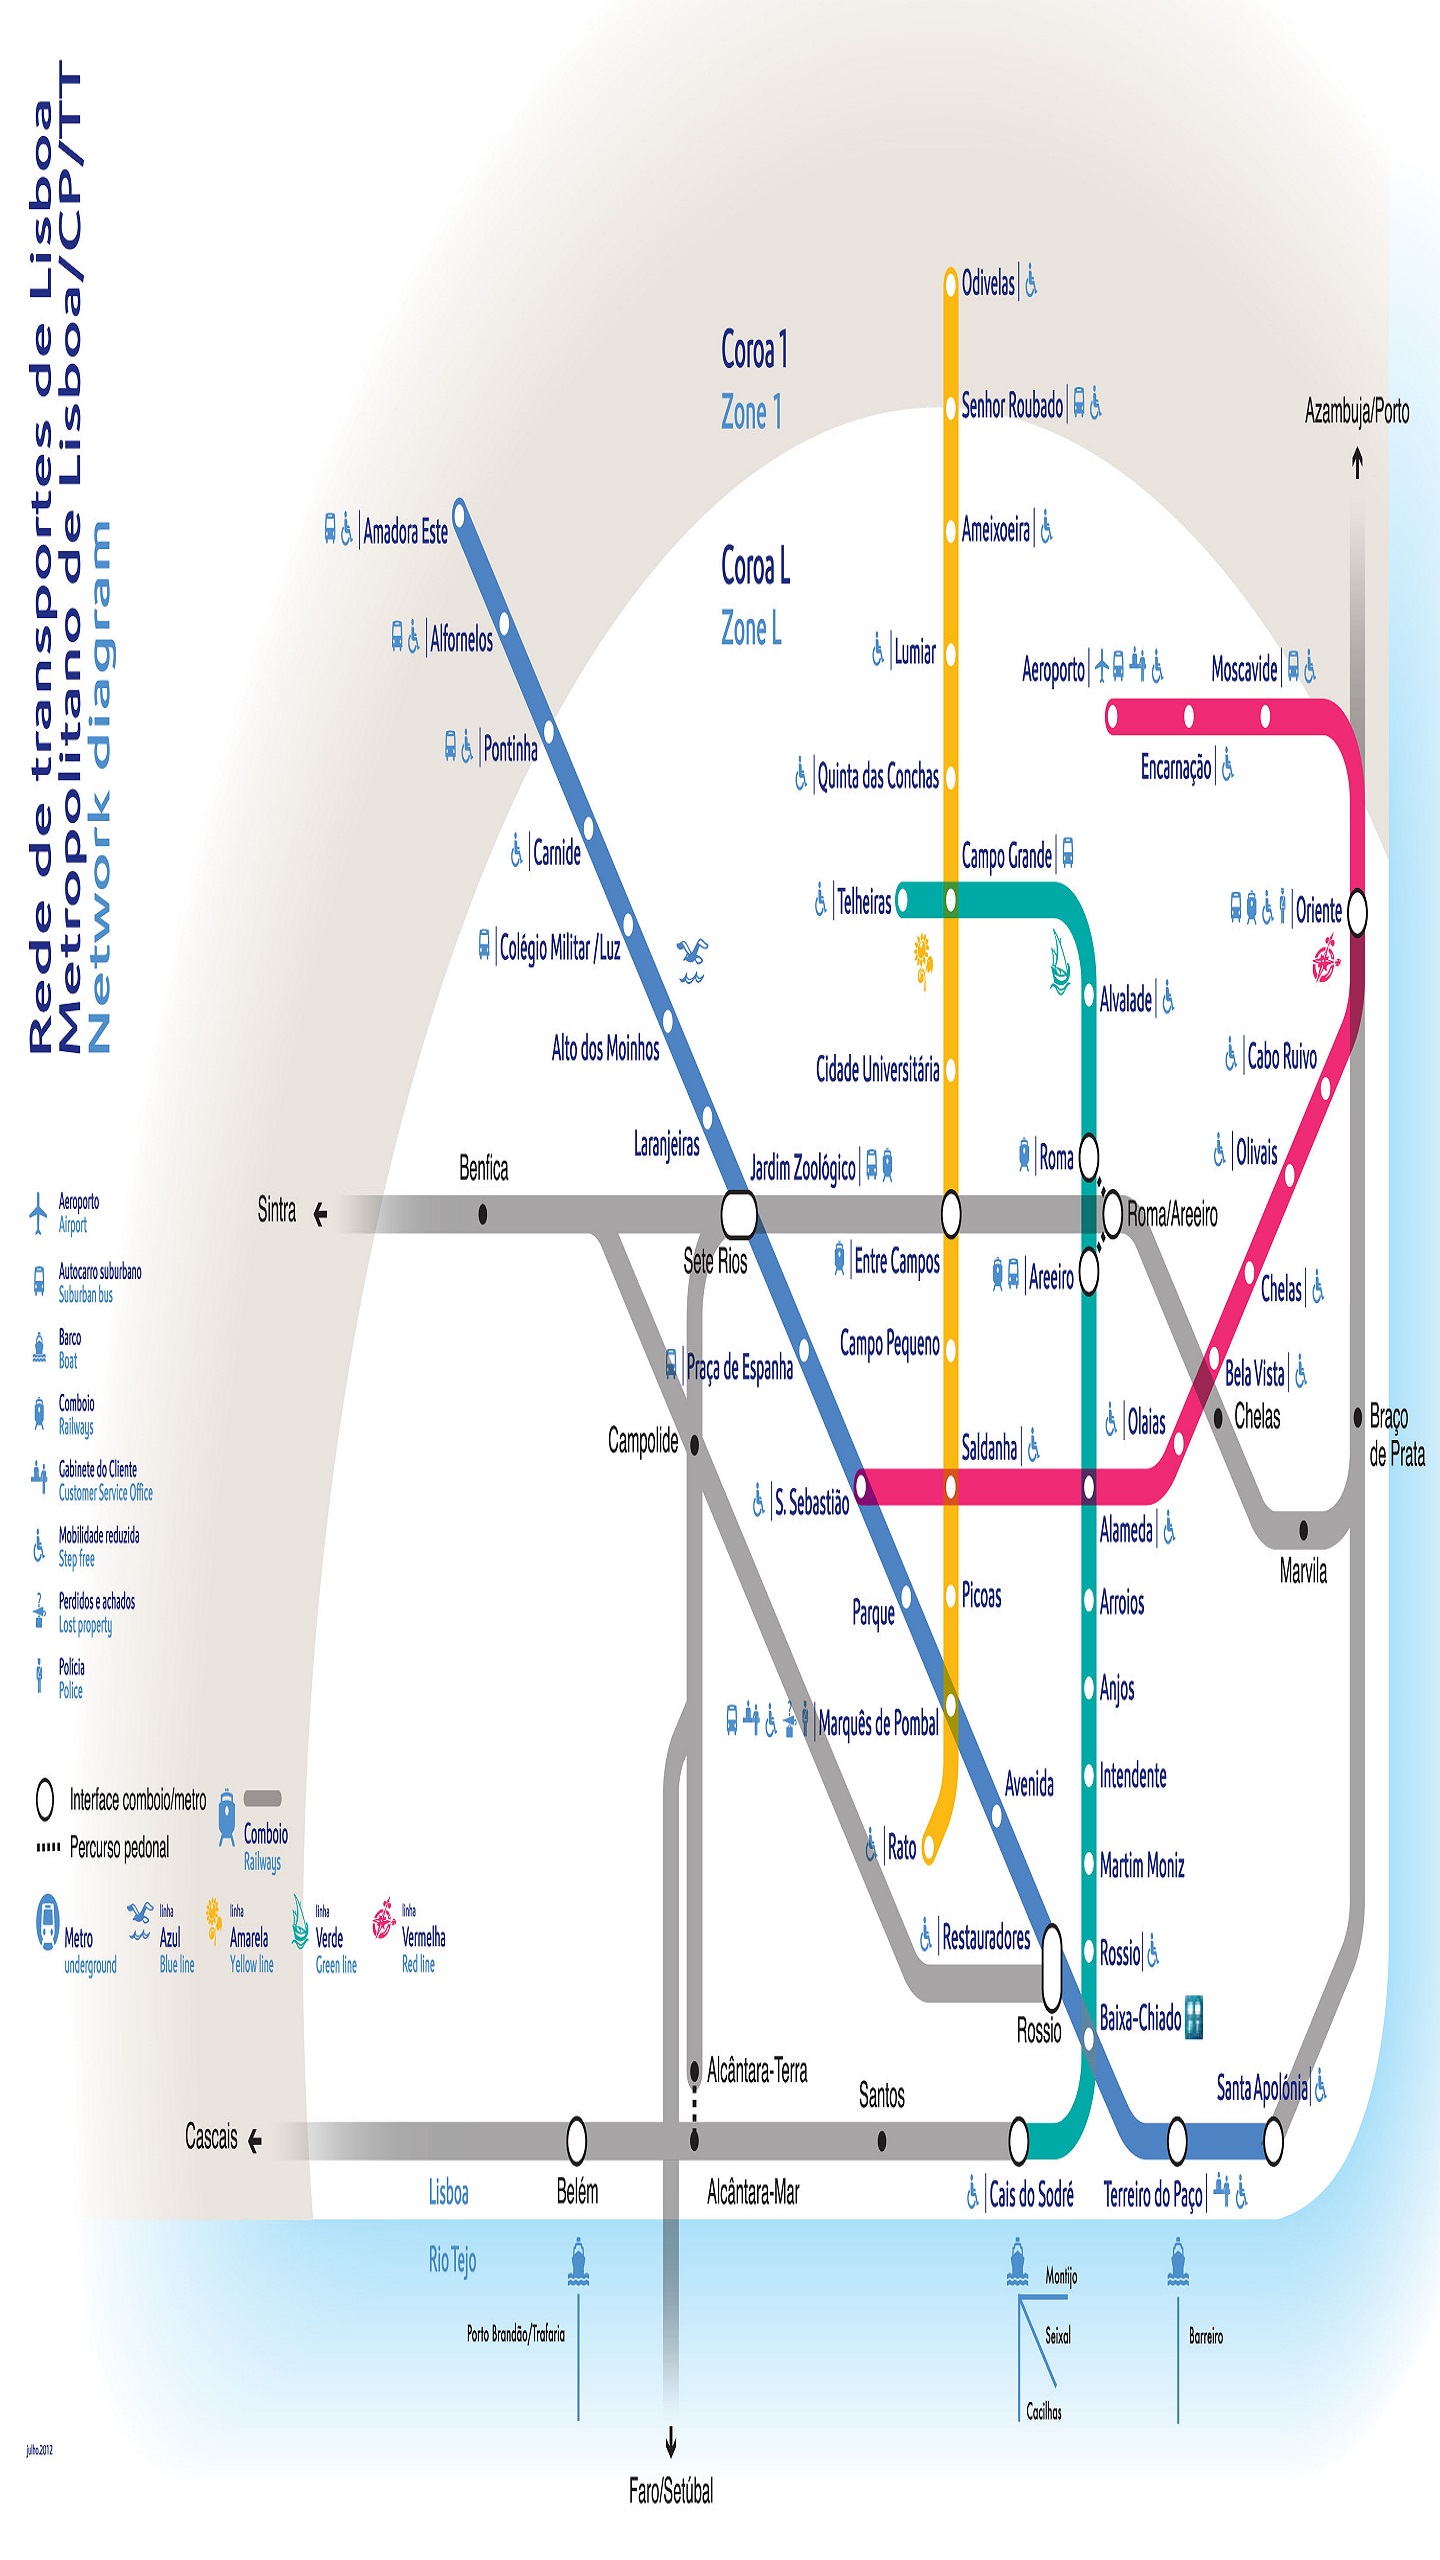 Rede de transportes de Lisboa
Metropolitano de Lisboa/CP/TT
Network diagram
Coroa 1
Zone 1
Coroa L
Zone L
Odivelas
Senhor Roubado
Ameixoeira
Lumiar
Quinta das Conchas
Campo Grande
Telheiras
Cidade Universitária
Entre Campos
Campo Pequeno
Saldanha
Picoas
Marquês de Pombal
Rato
Amadora Este
Alfornelos
Pontinha
Carnide
Colégio Militar /Luz
Alto dos Moinhos
Laranjeiras
Jardim Zoológico
Sete Rios
Praça de Espanha
S. Sebastião
Parque
Avenida
Restauradores
Rossio
Baixa-Chiado
Terreiro do Paço
Santa Apolónia
Azambuja/Porto
Aeroporto
Moscavide
Encarnação
Oriente
Cabo Ruivo
Olivais
Chelas
Bela Vista
Olaias
Chelas
Braço
de Prata
Marvila
Alvalade
Roma
Roma/Areeiro
Areeiro
Alameda
Arroios
Anjos
Intendente
Martim Moniz
Rossio
Cais do Sodré
Sintra
Benfica
Campolide
Alcântara-Terra
Santos
Cascais
Belém
Alcântara-Mar
Lisboa
Rio Tejo
Porto Brandão/Trafaria
Montijo
Seixal
Cacilhas
Barreiro
Faro/Setúbal
Aeroporto
Airport
Autocarro suburbano
Suburban bus
Barco
Boat
Comboio
Railways
Gabinete do Cliente
Customer Service Office
Mobilidade reduzida
Step free
Perdidos e achados
Lost property
Polícia
Police
Interface comboio/metro
Percurso pedonal
Comboio
Railways
Metro
underground
linha
Azul
Blue line
linha
Amarela
Yellow line
linha
Verde
Green line
linha
Vermelha
Red line
julho.2012